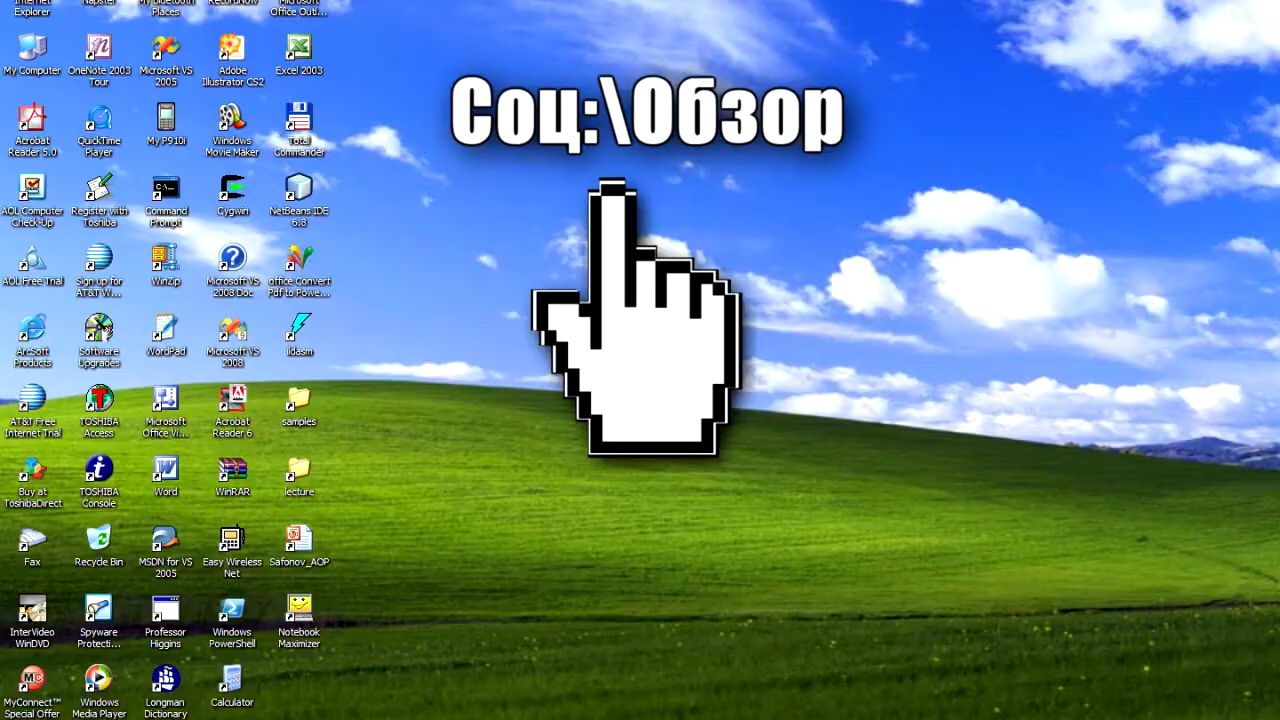 Internet Explorer
Napster
My Bluetooth Places
RecordNow!
Microsoft Office Outl...
Соц:\Обзор
My Computer
OneNote 2003 Tour
Microsoft VS 2005
Adobe Illustrator CS2
Excel 2003
Acrobat Reader 5.0
QuickTime Player
My P910i
Windows Movie Maker
Total Commander
AOL Computer Check-Up
Register with Toshiba
Command Prompt
Cygwin
NetBeans IDE 6.8
AOL Free Trial
Sign up for AT&T W...
WinZip
Microsoft VS 2008 Doc
office Convert Pdf to Powe...
ArcSoft Products
Software Upgrades
WordPad
Microsoft VS 2008
ildasm
AT&T Free Internet Trial
TOSHIBA Access
Microsoft Office Vi...
Acrobat Reader 6
samples
Buy at ToshibaDirect
TOSHIBA Console
Word
WinRAR
lecture
Fax
Recycle Bin
MSDN for VS 2005
Easy Wireless Net
Safonov_AOP
InterVideo WinDVD
Spyware Protecti...
Professor Higgins
Windows PowerShell
Notebook Maximizer
MyConnect™ Special Offer
Windows Media Player
Longman Dictionary
Calculator